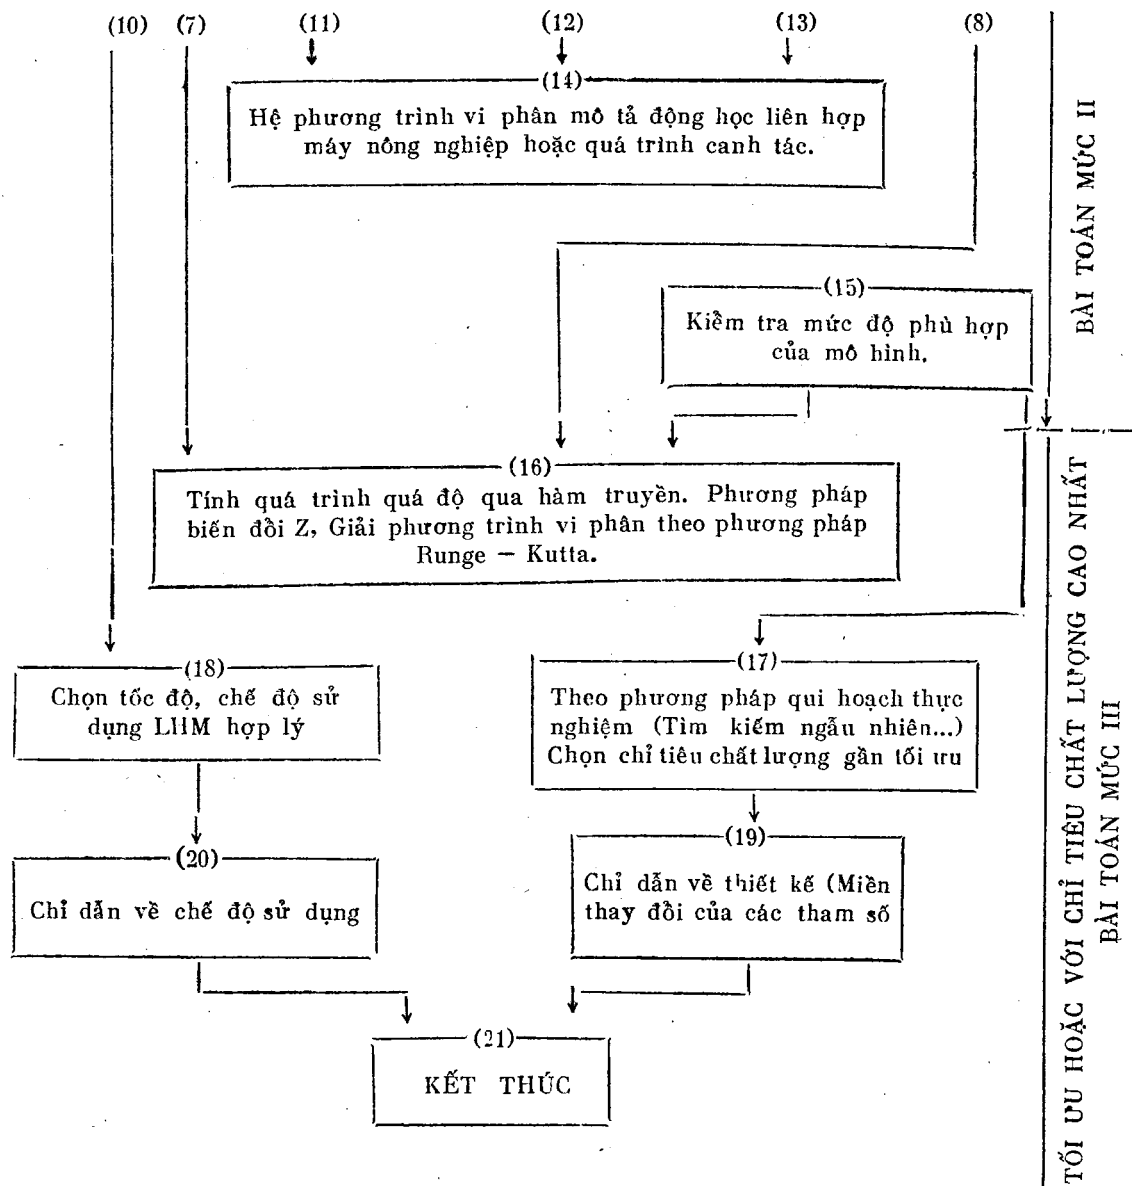 (10) (7) (11) (12) (13) (8)
(14)
Hệ phương trình vi phân mô tả động học liên hợp
máy nông nghiệp hoặc quá trình canh tác.
(15)
Kiểm tra mức độ phù hợp
của mô hình.
(16)
Tính quá trình quá độ qua hàm truyền. Phương pháp
biến đổi Z, Giải phương trình vi phân theo phương pháp
Runge — Kutta.
(18)
Chọn tốc độ, chế độ sử
dụng LHM hợp lý
(17)
Theo phương pháp qui hoạch thực
nghiệm (Tìm kiếm ngẫu nhiên...)
Chọn chỉ tiêu chất lượng gần tối ưu
(20)
Chỉ dẫn về chế độ sử dụng
(19)
Chỉ dẫn về thiết kế (Miền
thay đổi của các tham số
(21)
KẾT THÚC
BÀI TOÁN MỨC II
TỐI ƯU HOẶC VỚI CHỈ TIÊU CHẤT LƯỢNG CAO NHẤT
BÀI TOÁN MỨC III